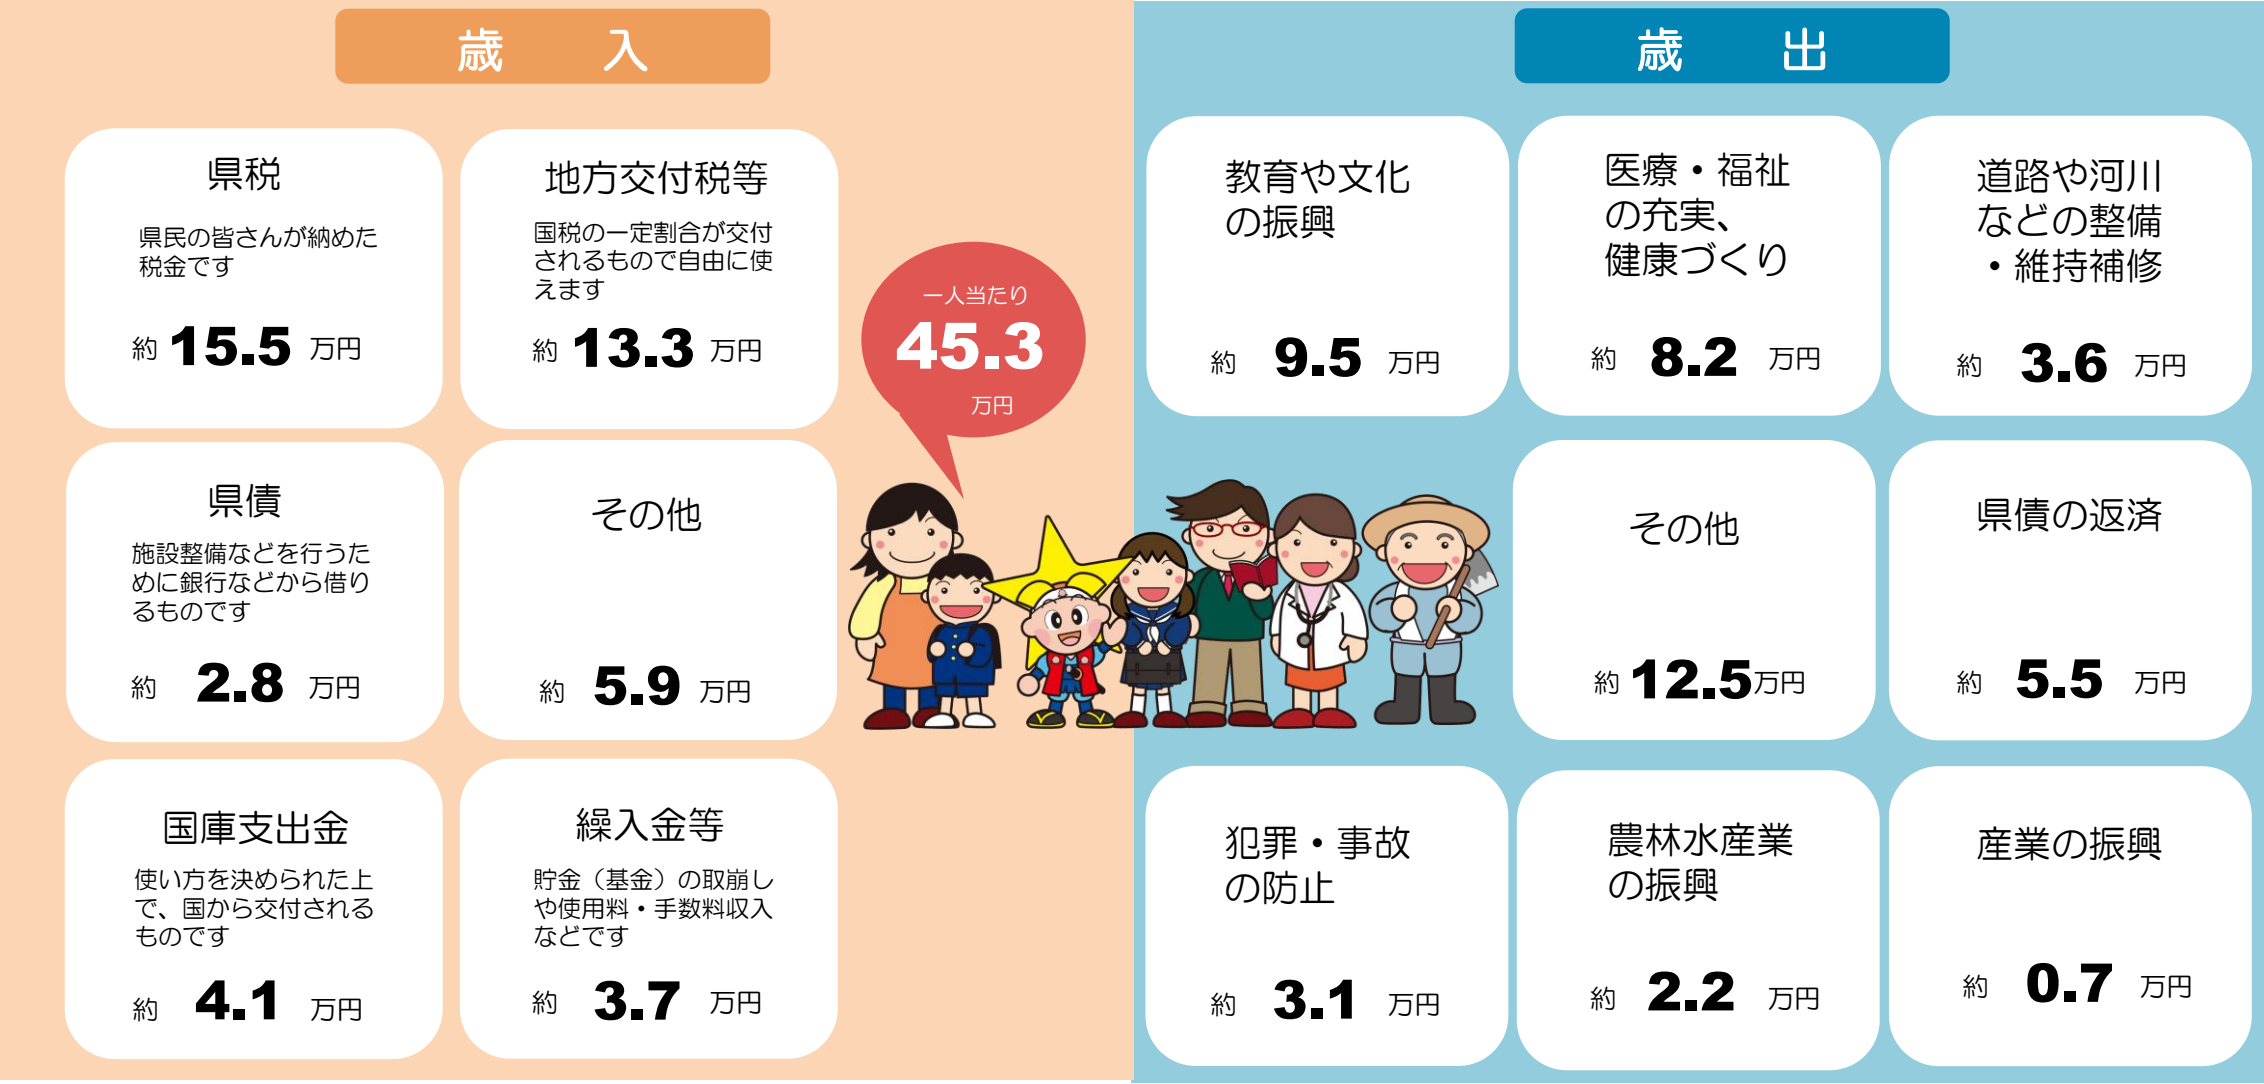 歳　入
県税
県民の皆さんが納めた
税金です
約 15.5 万円
地方交付税等
国税の一定割合が交付
されるもので自由に使
えます
約 13.3 万円
県債
施設整備などを行うた
めに銀行などから借り
るものです
約 2.8 万円
その他
約 5.9 万円
国庫支出金
使い方を決められた上
で、国から交付される
ものです
約 4.1 万円
繰入金等
貯金（基金）の取崩し
や使用料・手数料収入
などです
約 3.7 万円
一人当たり
45.3
万円
歳　出
教育や文化
の振興
約 9.5 万円
医療・福祉
の充実、
健康づくり
約 8.2 万円
道路や河川
などの整備
・維持補修
約 3.6 万円
その他
約 12.5万円
県債の返済
約 5.5 万円
犯罪・事故
の防止
約 3.1 万円
農林水産業
の振興
約 2.2 万円
産業の振興
約 0.7 万円